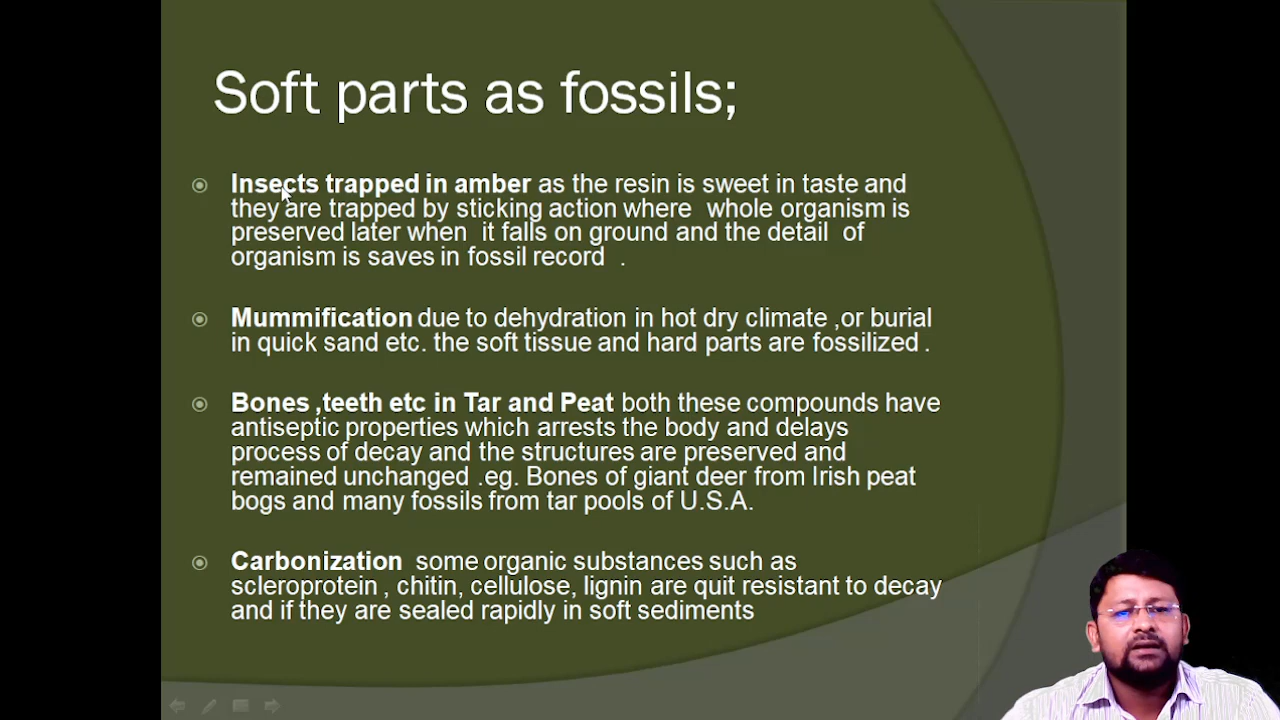 Soft parts as fossils;
Insects trapped in amber as the resin is sweet in taste and
they are trapped by sticking action where whole organism is
preserved later when it falls on ground and the detail of
organism is saves in fossil record .
Mummification due to dehydration in hot dry climate ,or burial
in quick sand etc. the soft tissue and hard parts are fossilized .
Bones ,teeth etc in Tar and Peat both these compounds have
antiseptic properties which arrests the body and delays
process of decay and the structures are preserved and
remained unchanged .eg. Bones of giant deer from Irish peat
bogs and many fossils from tar pools of U.S.A.
Carbonization some organic substances such as
scleroprotein , chitin, cellulose, lignin are quit resistant to decay
and if they are sealed rapidly in soft sediments